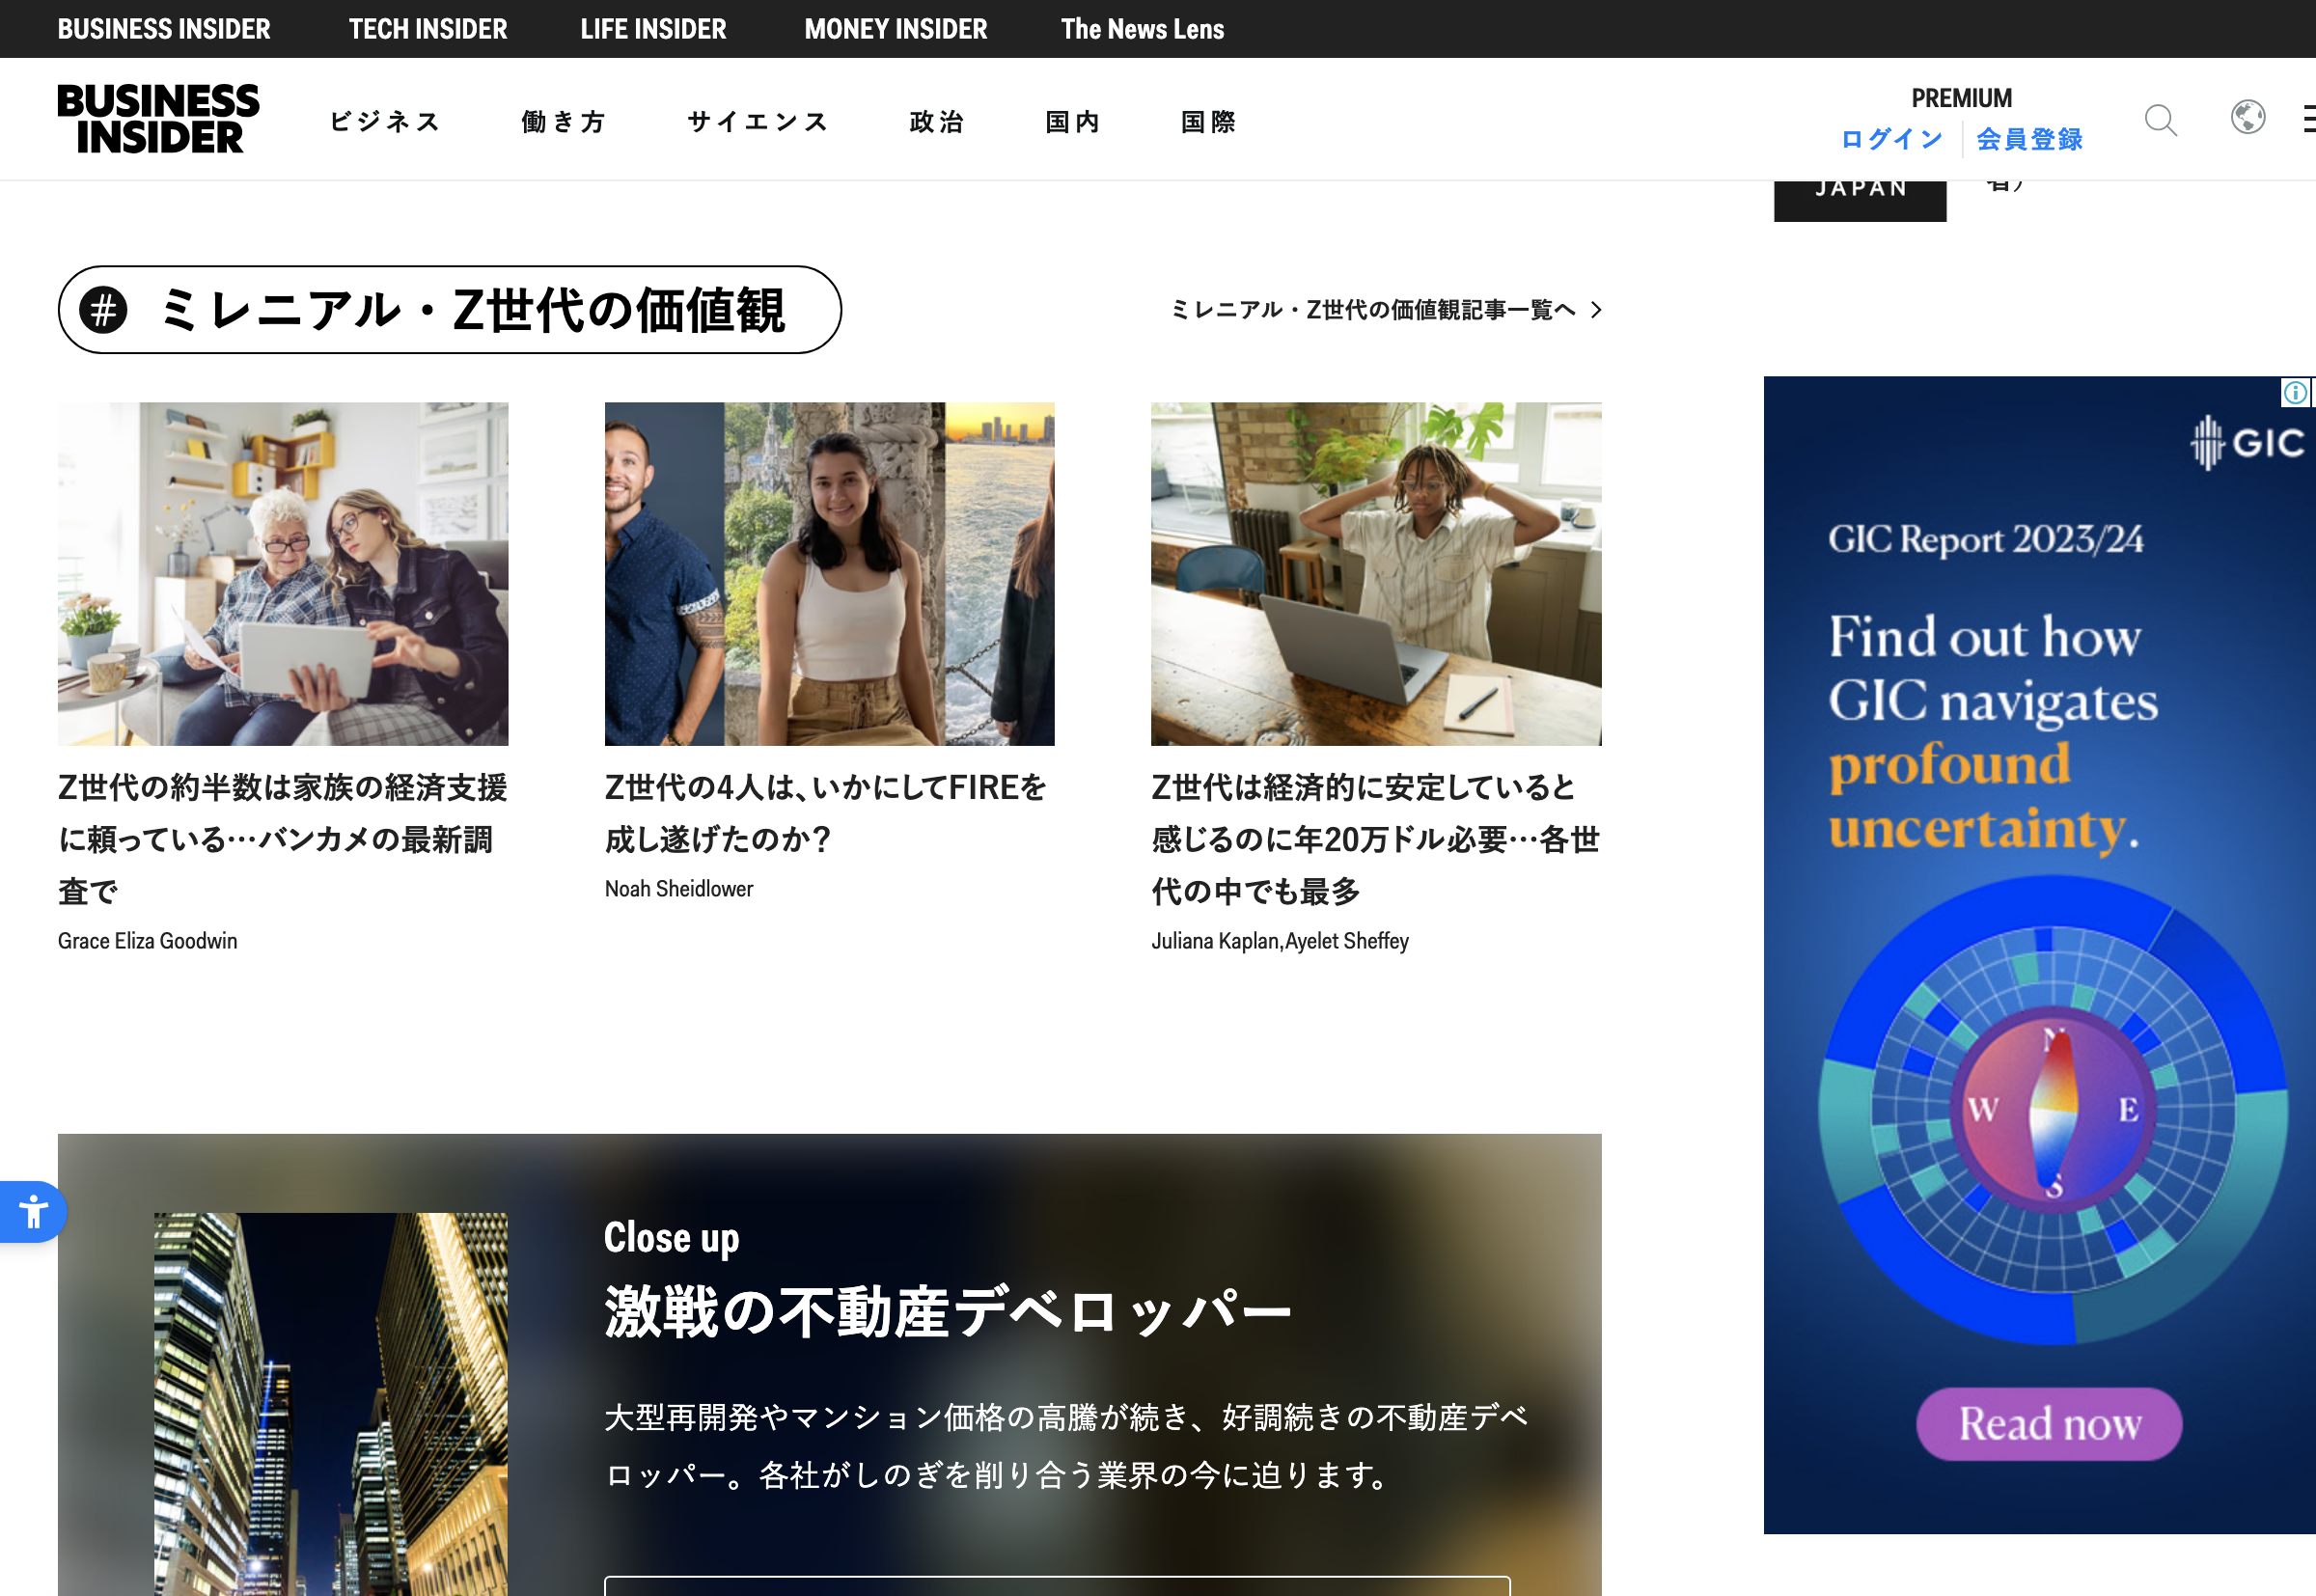 BUSINESS INSIDER TECH INSIDER LIFE INSIDER MONEY INSIDER The News Lens
BUSINESS
INSIDER
ビジネス 働き方 サイエンス 政治 国内 国際
PREMIUM
ログイン 会員登録
JAPAN
# ミレニアル・Z世代の価値観
ミレニアル・Z世代の価値観記事一覧へ
Z世代の約半数は家族の経済支援
に頼っている…バンカメの最新調
査で
Grace Eliza Goodwin
Z世代の4人は、いかにしてFIREを
成し遂げたのか？
Noah Sheidlower
Z世代は経済的に安定していると
感じるのに年20万ドル必要…各世
代の中でも最多
Juliana Kaplan,Ayelet Sheffey
Close up
激戦の不動産デベロッパー
大型再開発やマンション価格の高騰が続き、好調続きの不動産デベ
ロッパー。各社がしのぎを削り合う業界の今に迫ります。
GIC
GIC Report 2023/24
Find out how
GIC navigates
profound
uncertainty.
N
W E
S
Read now